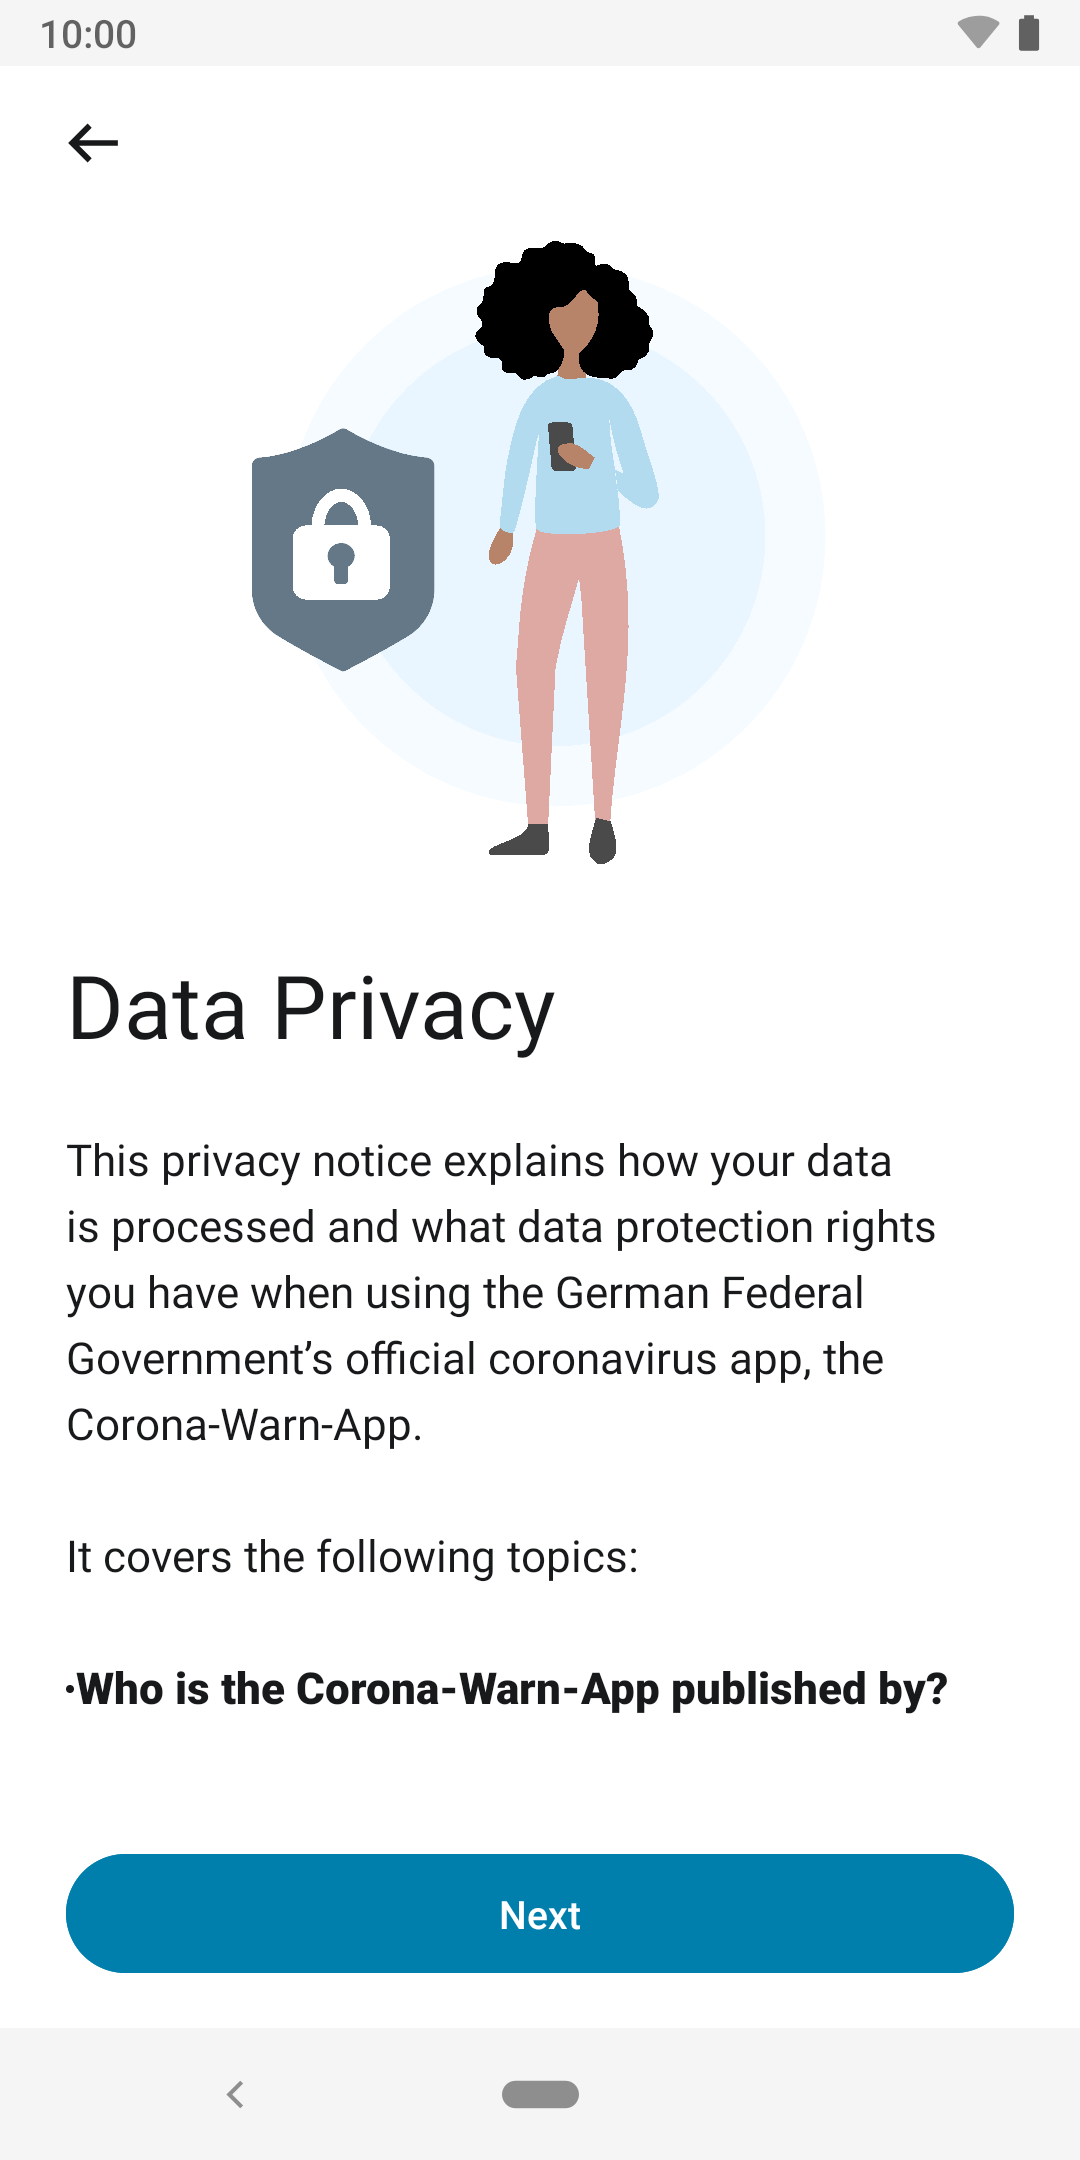 10:00
Data Privacy
This privacy notice explains how your data
is processed and what data protection rights
you have when using the German Federal
Government’s official coronavirus app, the
Corona-Warn-App.
It covers the following topics:
•Who is the Corona-Warn-App published by?
Next